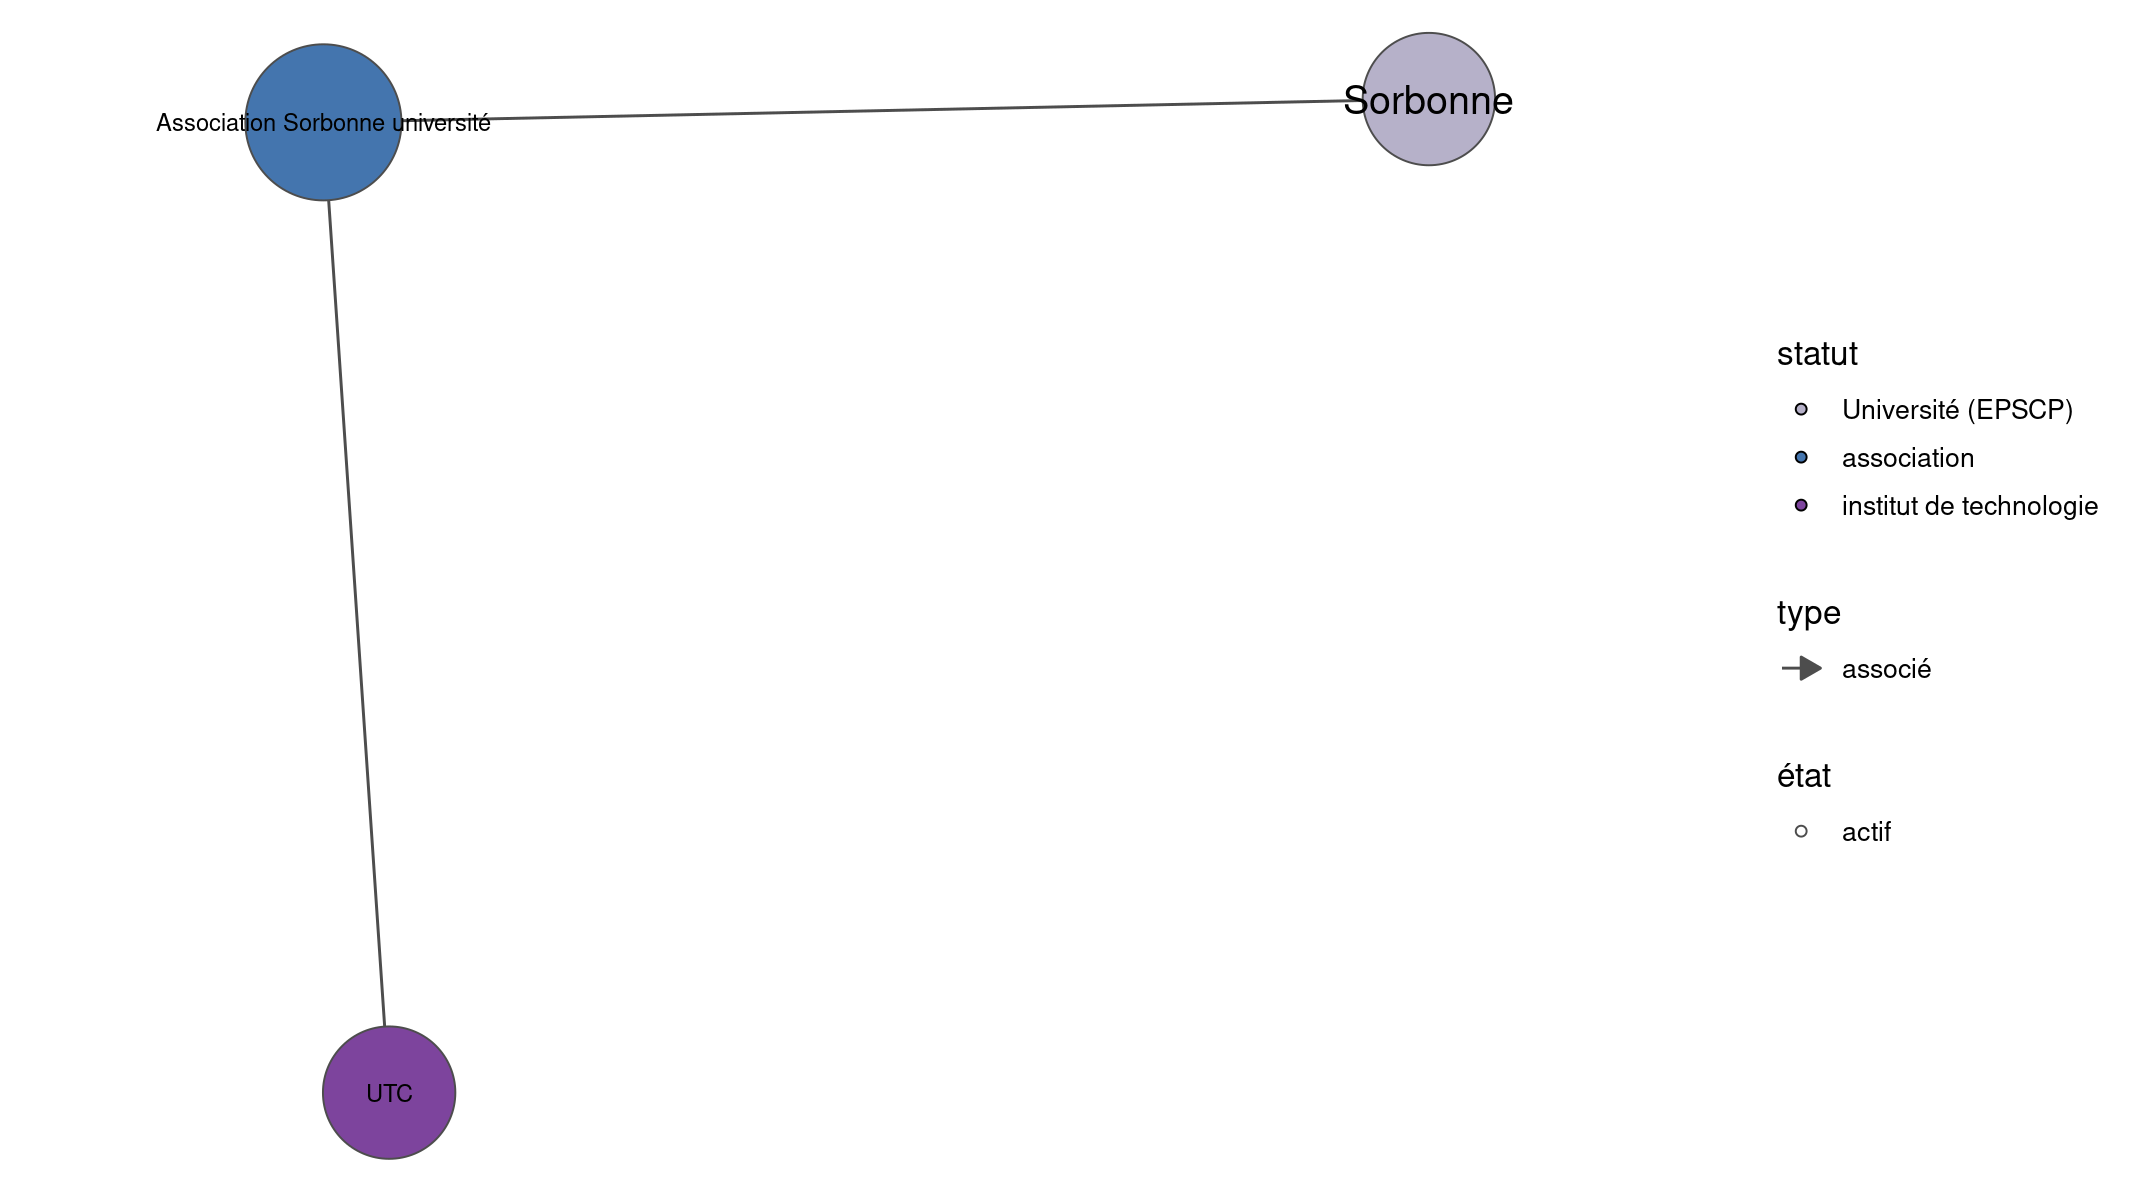 Association Sorbonne université
Sorbonne
UTC
statut
Université (EPSCP)
association
institut de technologie
type
associé
état
actif